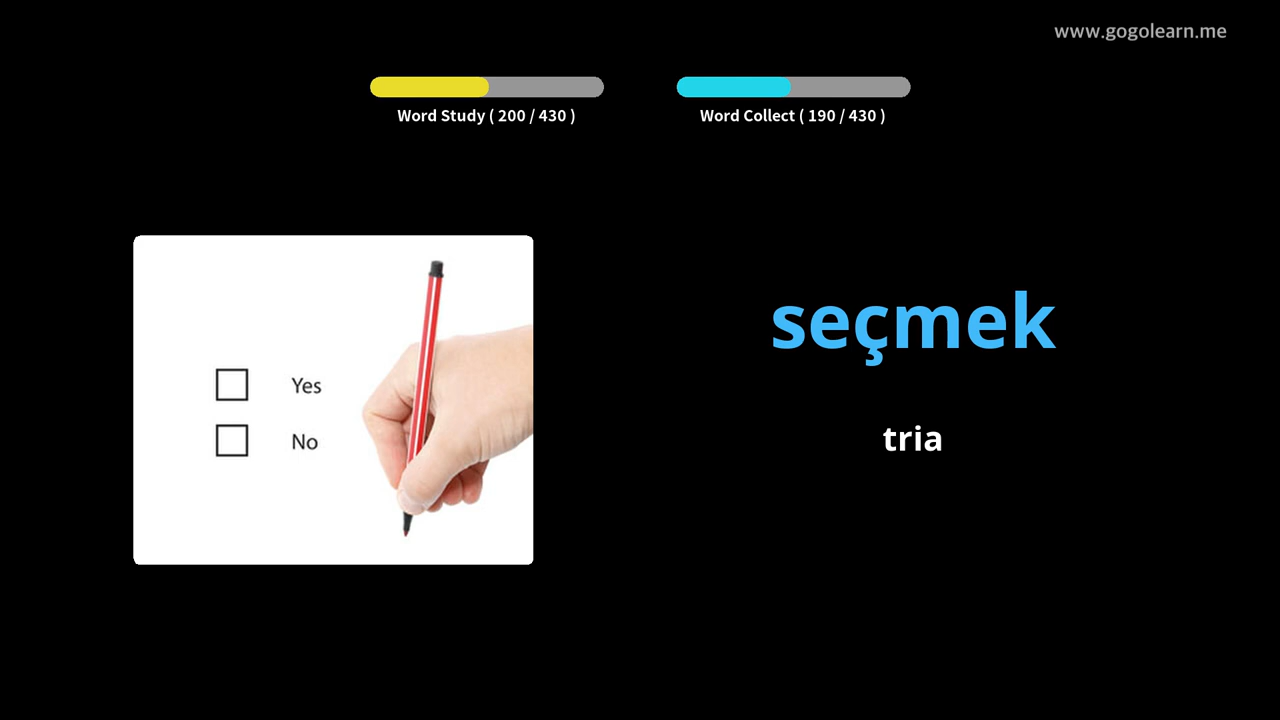 www.gogolearn.me
Word Study ( 200 / 430 )
Word Collect ( 190 / 430 )
seçmek
Yes
tria
No